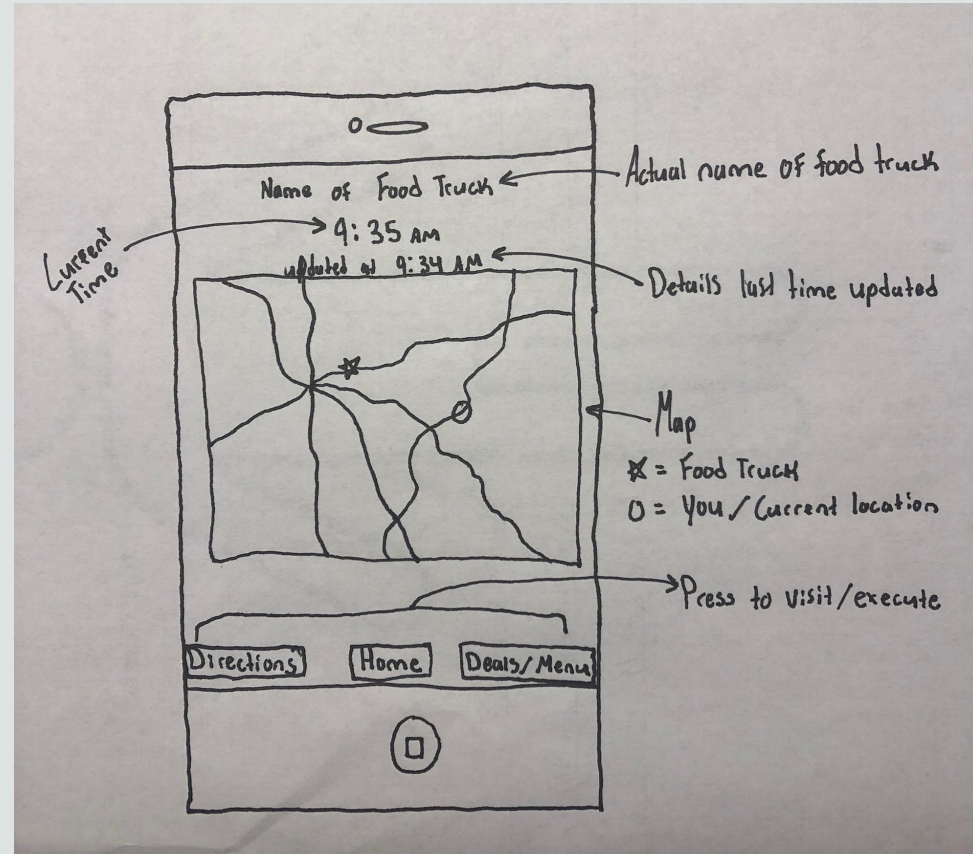 Name of Food Truck
Actual name of food truck
Current
Time
9:35 AM
updated at 9:34 AM
Details last time updated
Map
☆ = Food Truck
O = You/Current location
Press to visit/execute
Directions
Home
Deals/Menu